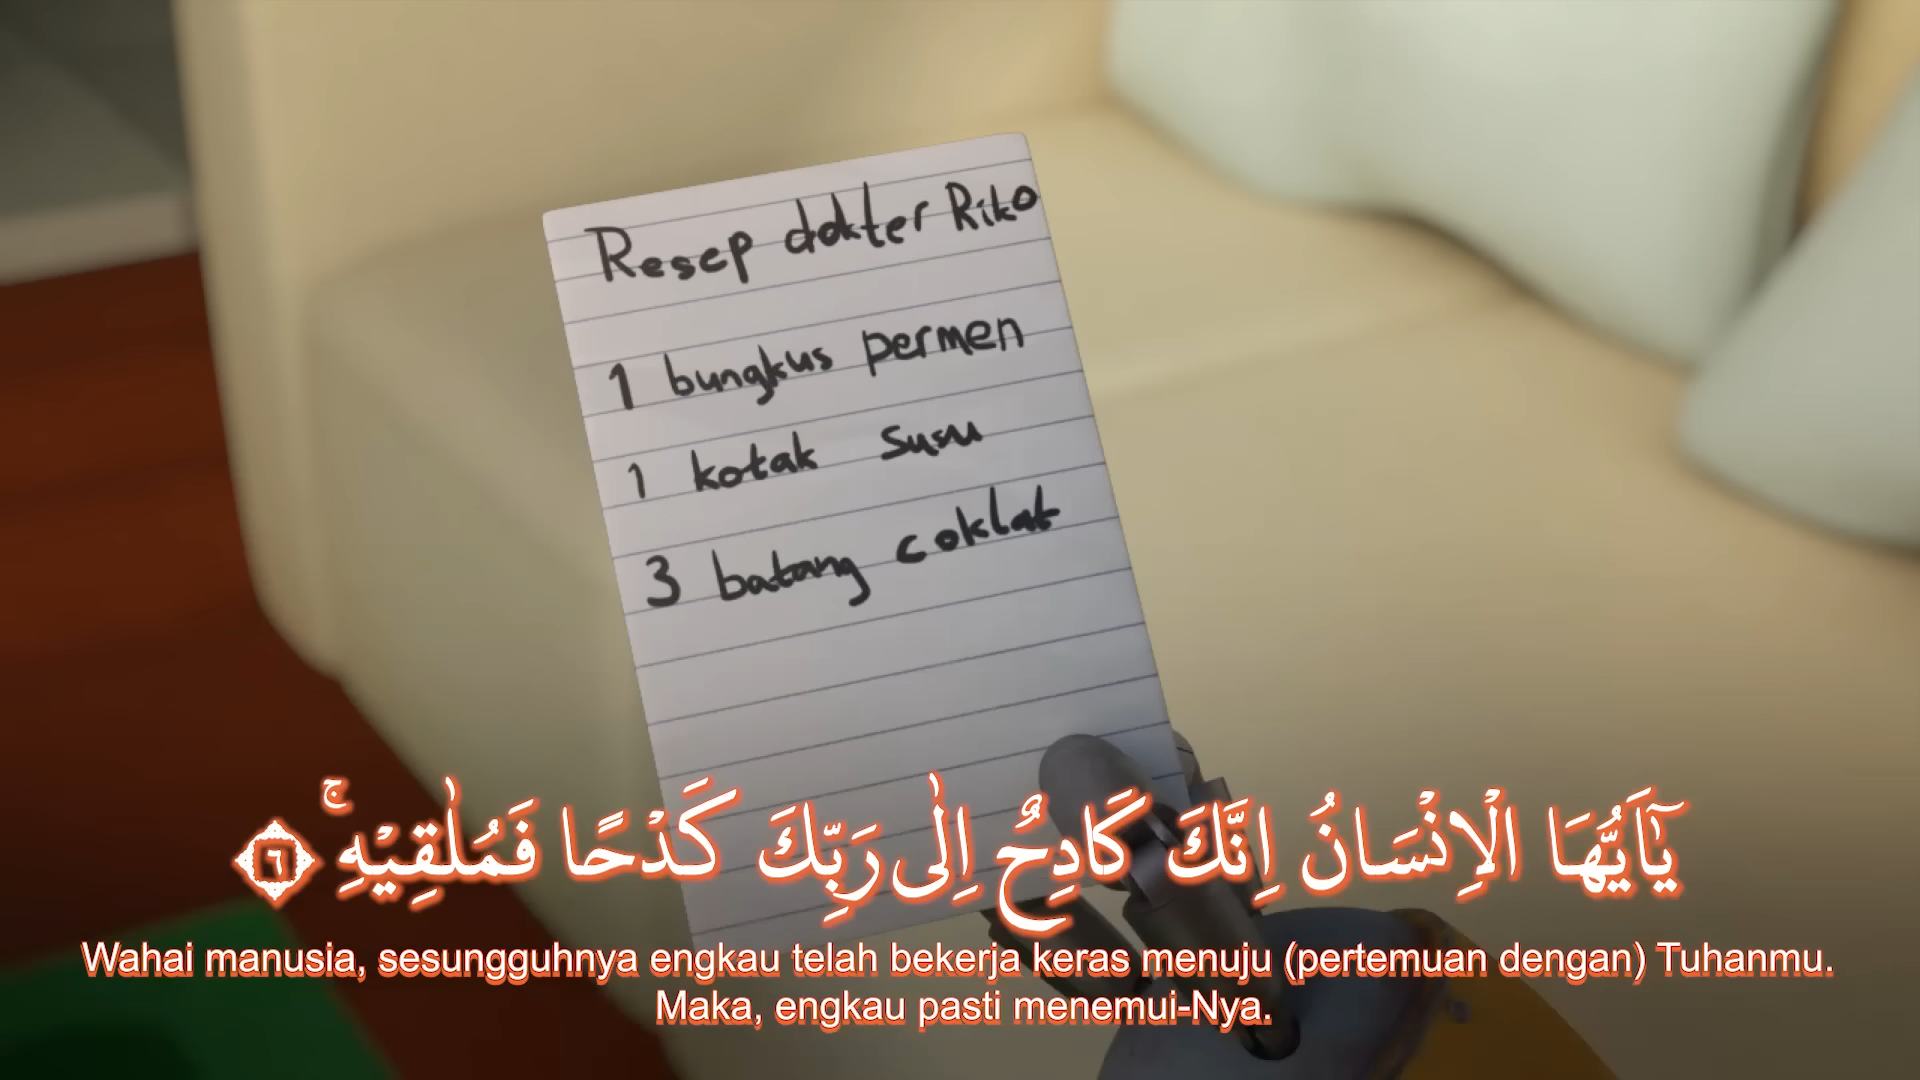 Resep dokter Riko
1 bungkus permen
1 kotak susu
3 batang coklat
يٰٓاَيُّهَا الْاِنْسَانُ اِنَّكَ كَادِحٌ اِلٰى رَبِّكَ كَدْحًا فَمُلٰقِيْهِۚ ٦
Wahai manusia, sesungguhnya engkau telah bekerja keras menuju (pertemuan dengan) Tuhanmu.
Maka, engkau pasti menemui-Nya.